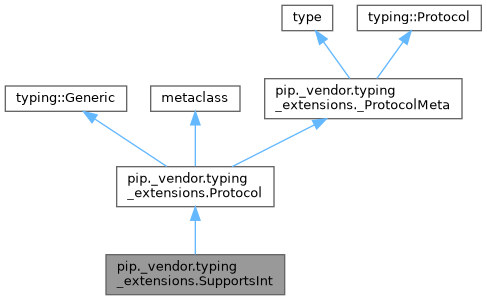 type
typing::Protocol
typing::Generic
metaclass
pip._vendor.typing
_extensions._ProtocolMeta
pip._vendor.typing
_extensions.Protocol
pip._vendor.typing
_extensions.SupportsInt